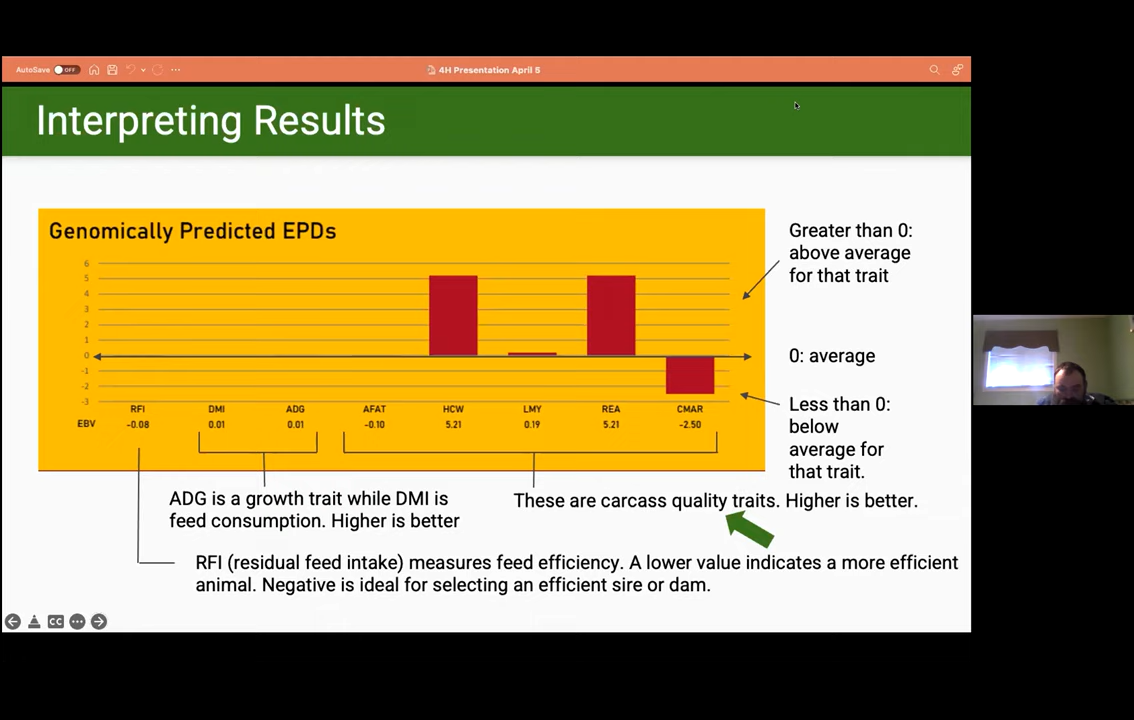 AutoSave OFF
4H Presentation April 5
Interpreting Results
Genomically Predicted EPDs
6
5
4
3
2
1
0
-1
-2
-3
RFI DMI ADG AFAT HCW LMY REA CMAR
EBV -0.08 0.01 0.01 -0.10 5.21 0.19 5.21 -2.50
Greater than 0:
above average
for that trait
0: average
Less than 0:
below
average for
that trait.
ADG is a growth trait while DMI is
feed consumption. Higher is better
These are carcass quality traits. Higher is better.
RFI (residual feed intake) measures feed efficiency. A lower value indicates a more efficient
animal. Negative is ideal for selecting an efficient sire or dam.
CC